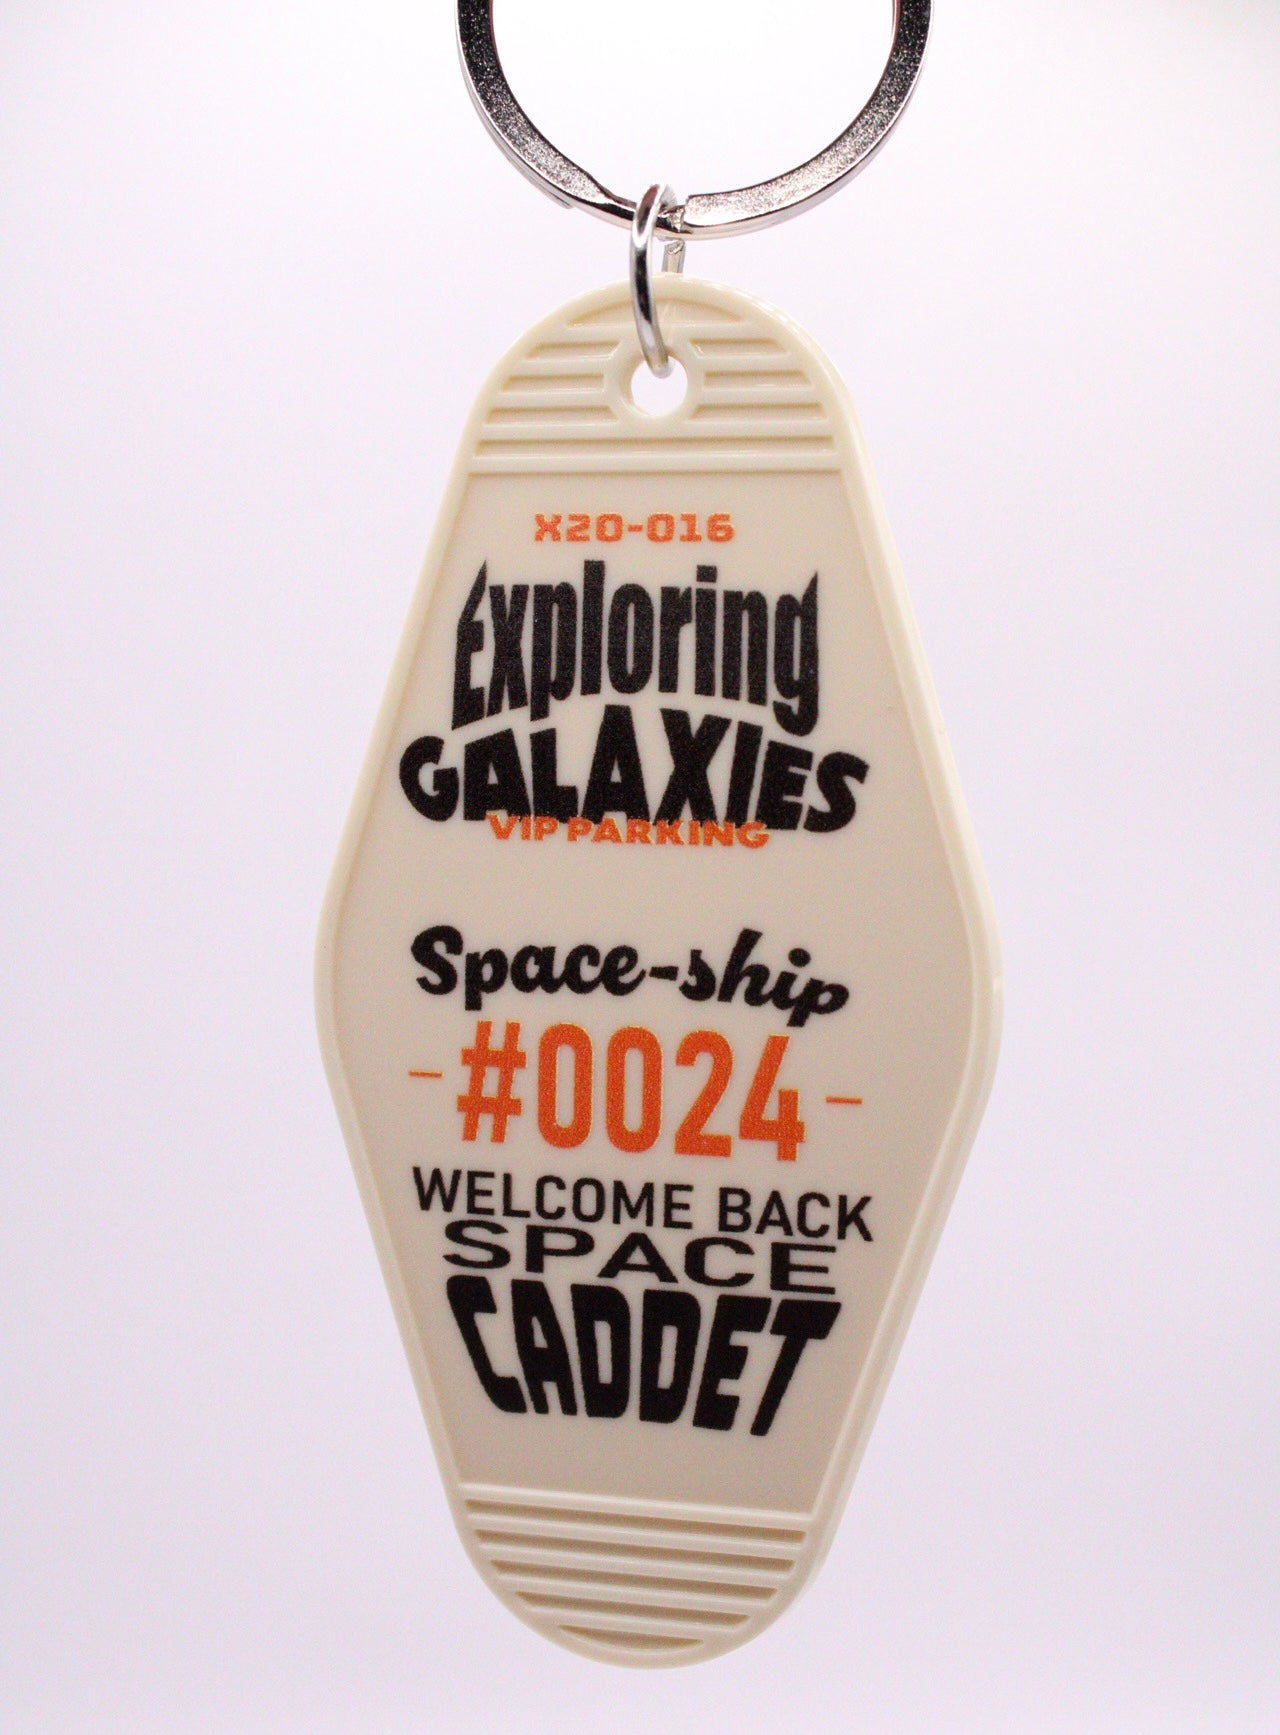 X20-016
Exploring
GALAXIES
VIP PARKING
Space-ship
- #0024 -
WELCOME BACK
SPACE
CADDET